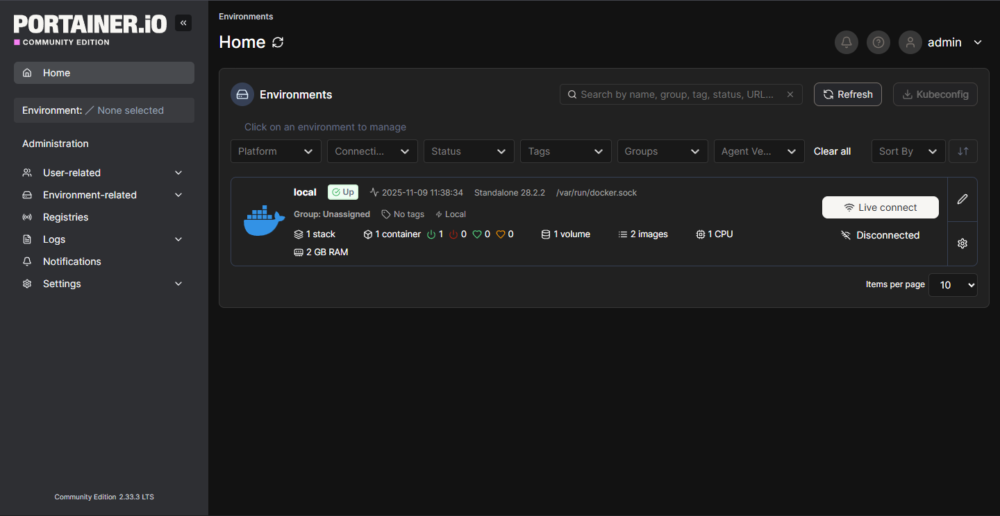 PORTAINER.iO
COMMUNITY EDITION
Home
Environment: None selected
Administration
User-related
Environment-related
Registries
Logs
Notifications
Settings
Community Edition 2.33.3 LTS
Environments
Home
admin
Environments
Search by name, group, tag, status, URL...
Refresh
Kubeconfig
Click on an environment to manage
Platform Connecti... Status Tags Groups Agent Ve... Clear all Sort By
local Up 2025-11-09 11:38:34 Standalone 28.2.2 /var/run/docker.sock
Group: Unassigned No tags Local
1 stack 1 container 1 0 0 0 1 volume 2 images 1 CPU
2 GB RAM
Live connect
Disconnected
Items per page 10